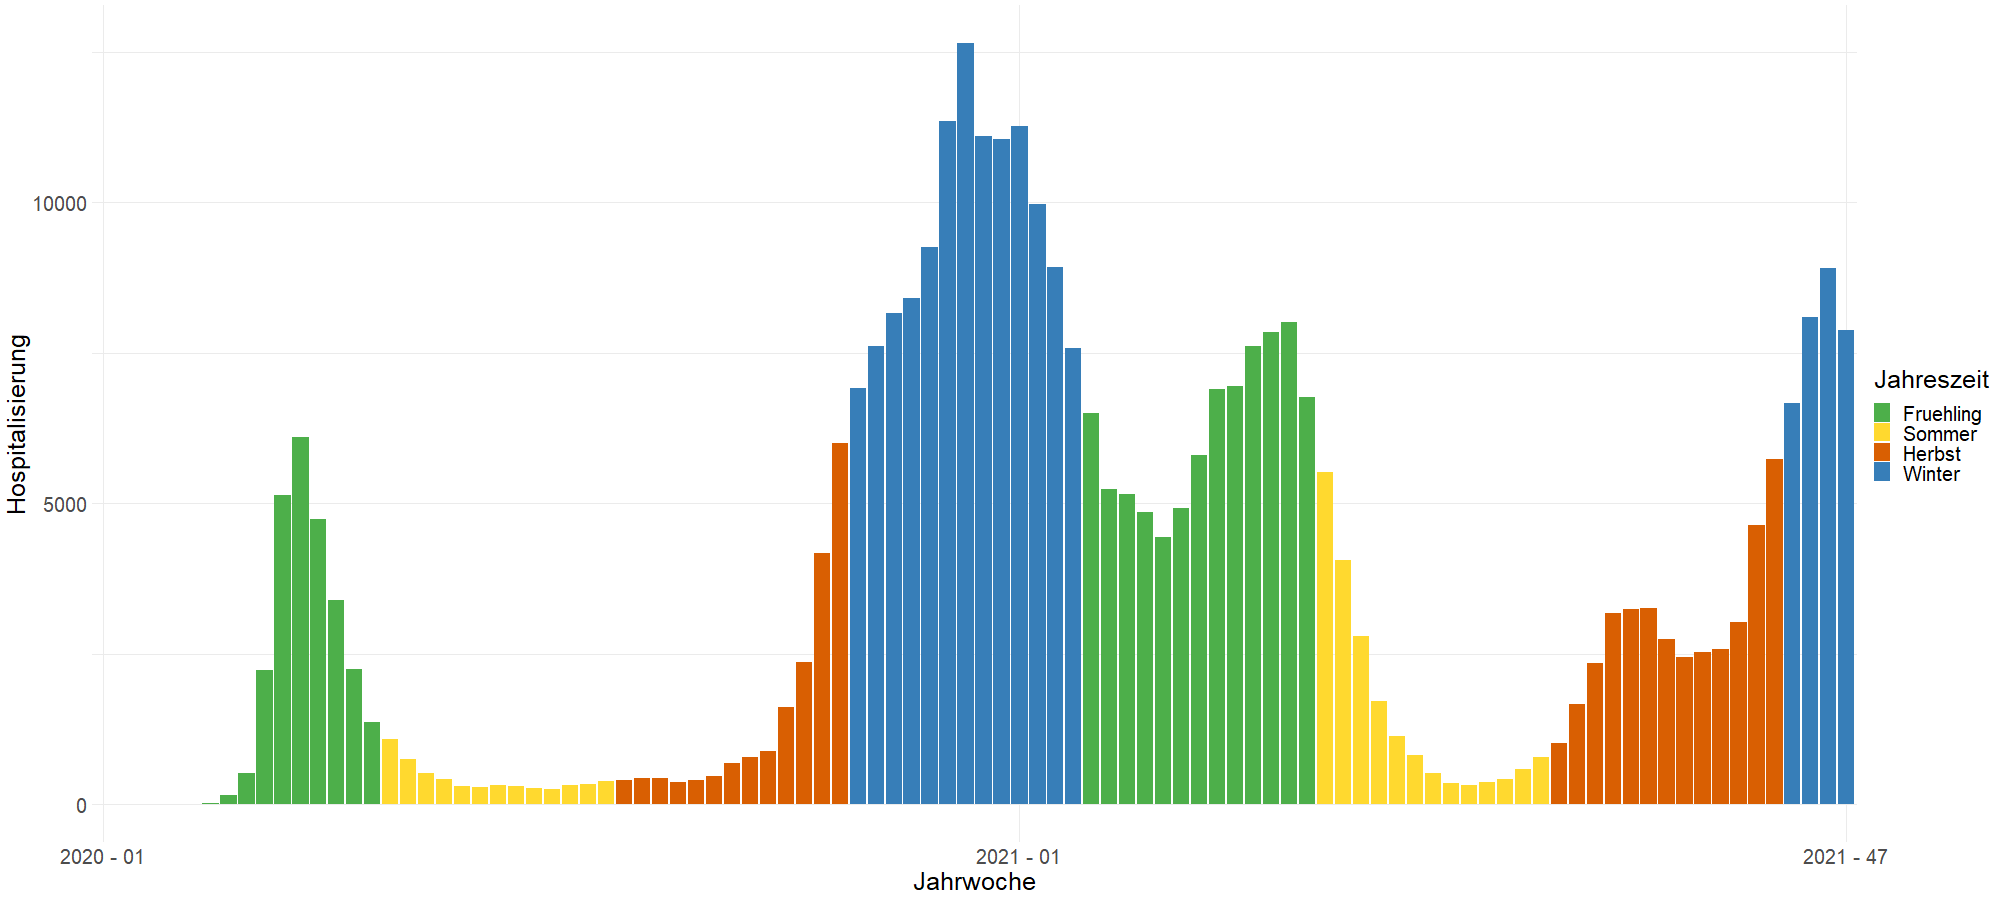 Hospitalisierung
10000
5000
0
2020 - 01
2021 - 01
2021 - 47
Jahrwoche
Jahreszeit
Fruehling
Sommer
Herbst
Winter